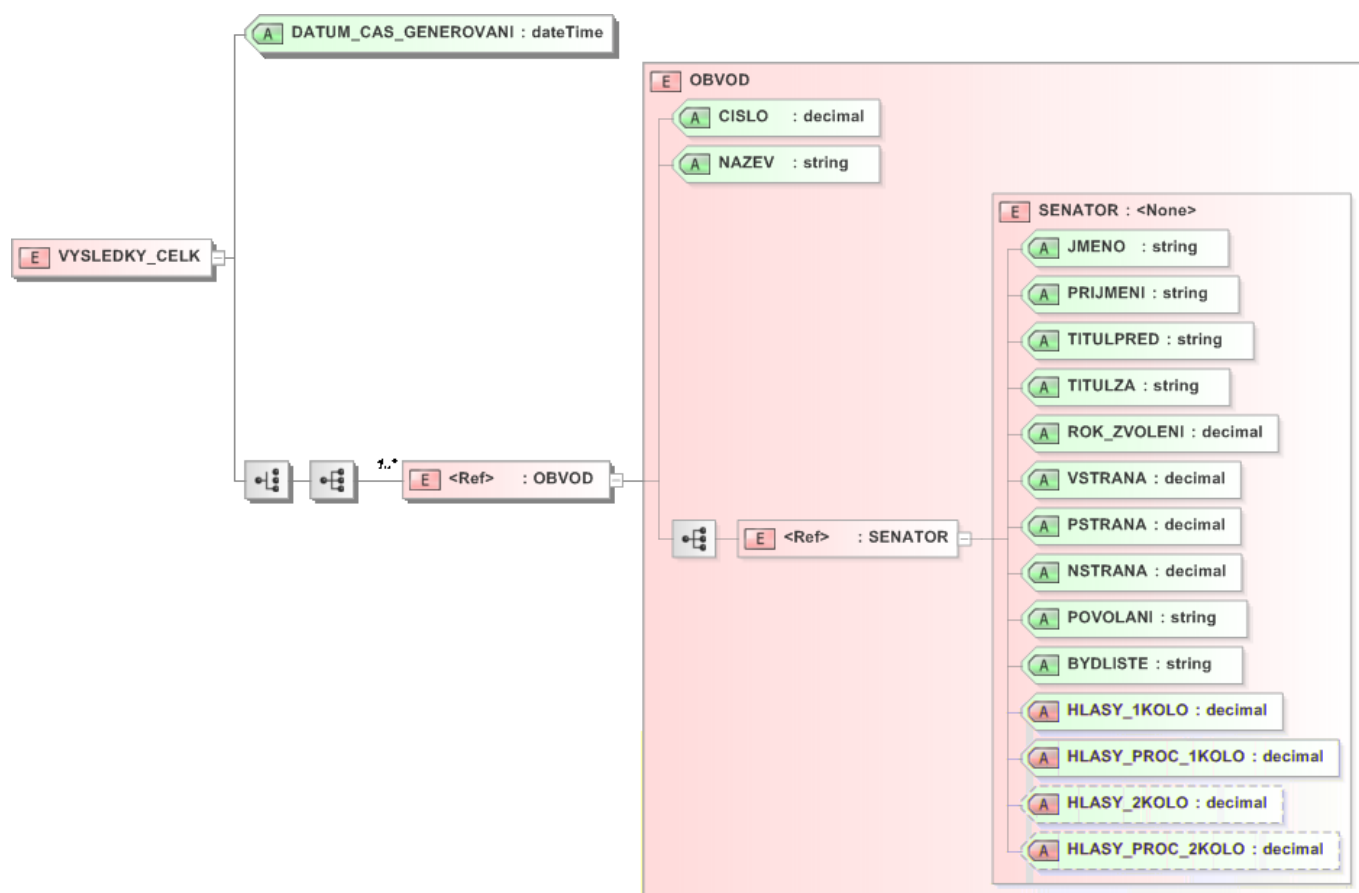 A DATUM_CAS_GENEROVANI : dateTime
E OBVOD
A CISLO : decimal
A NAZEV : string
E SENATOR : <None>
A JMENO : string
E VYSLEDKY_CELK
A PRIJMENI : string
A TITULPRED : string
A TITULZA : string
A ROK_ZVOLENI : decimal
1..*
E <Ref> : OBVOD
A VSTRANA : decimal
A PSTRANA : decimal
E <Ref> : SENATOR
A NSTRANA : decimal
A POVOLANI : string
A BYDLISTE : string
A HLASY_1KOLO : decimal
A HLASY_PROC_1KOLO : decimal
A HLASY_2KOLO : decimal
A HLASY_PROC_2KOLO : decimal